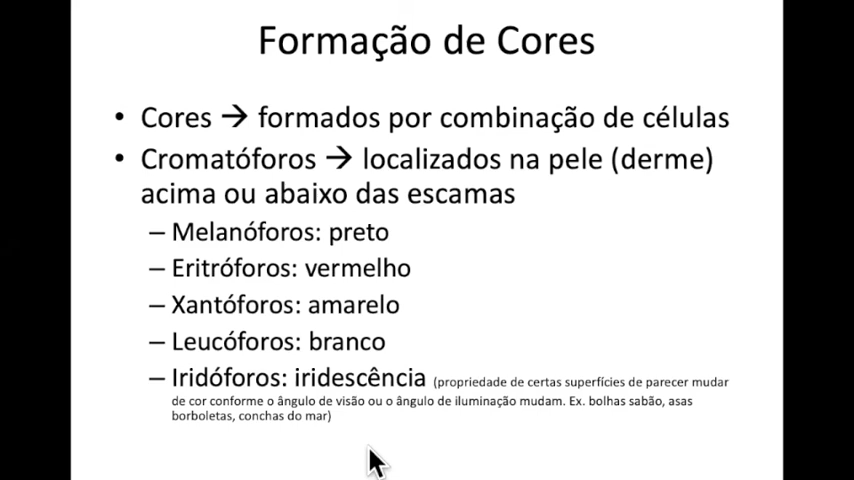 Formação de Cores
• Cores → formados por combinação de células
• Cromatóforos → localizados na pele (derme)
acima ou abaixo das escamas
– Melanóforos: preto
– Eritróforos: vermelho
– Xantóforos: amarelo
– Leucóforos: branco
– Iridóforos: iridescência (propriedade de certas superfícies de parecer mudar
de cor conforme o ângulo de visão ou o ângulo de iluminação mudam. Ex. bolhas sabão, asas
borboletas, conchas do mar)